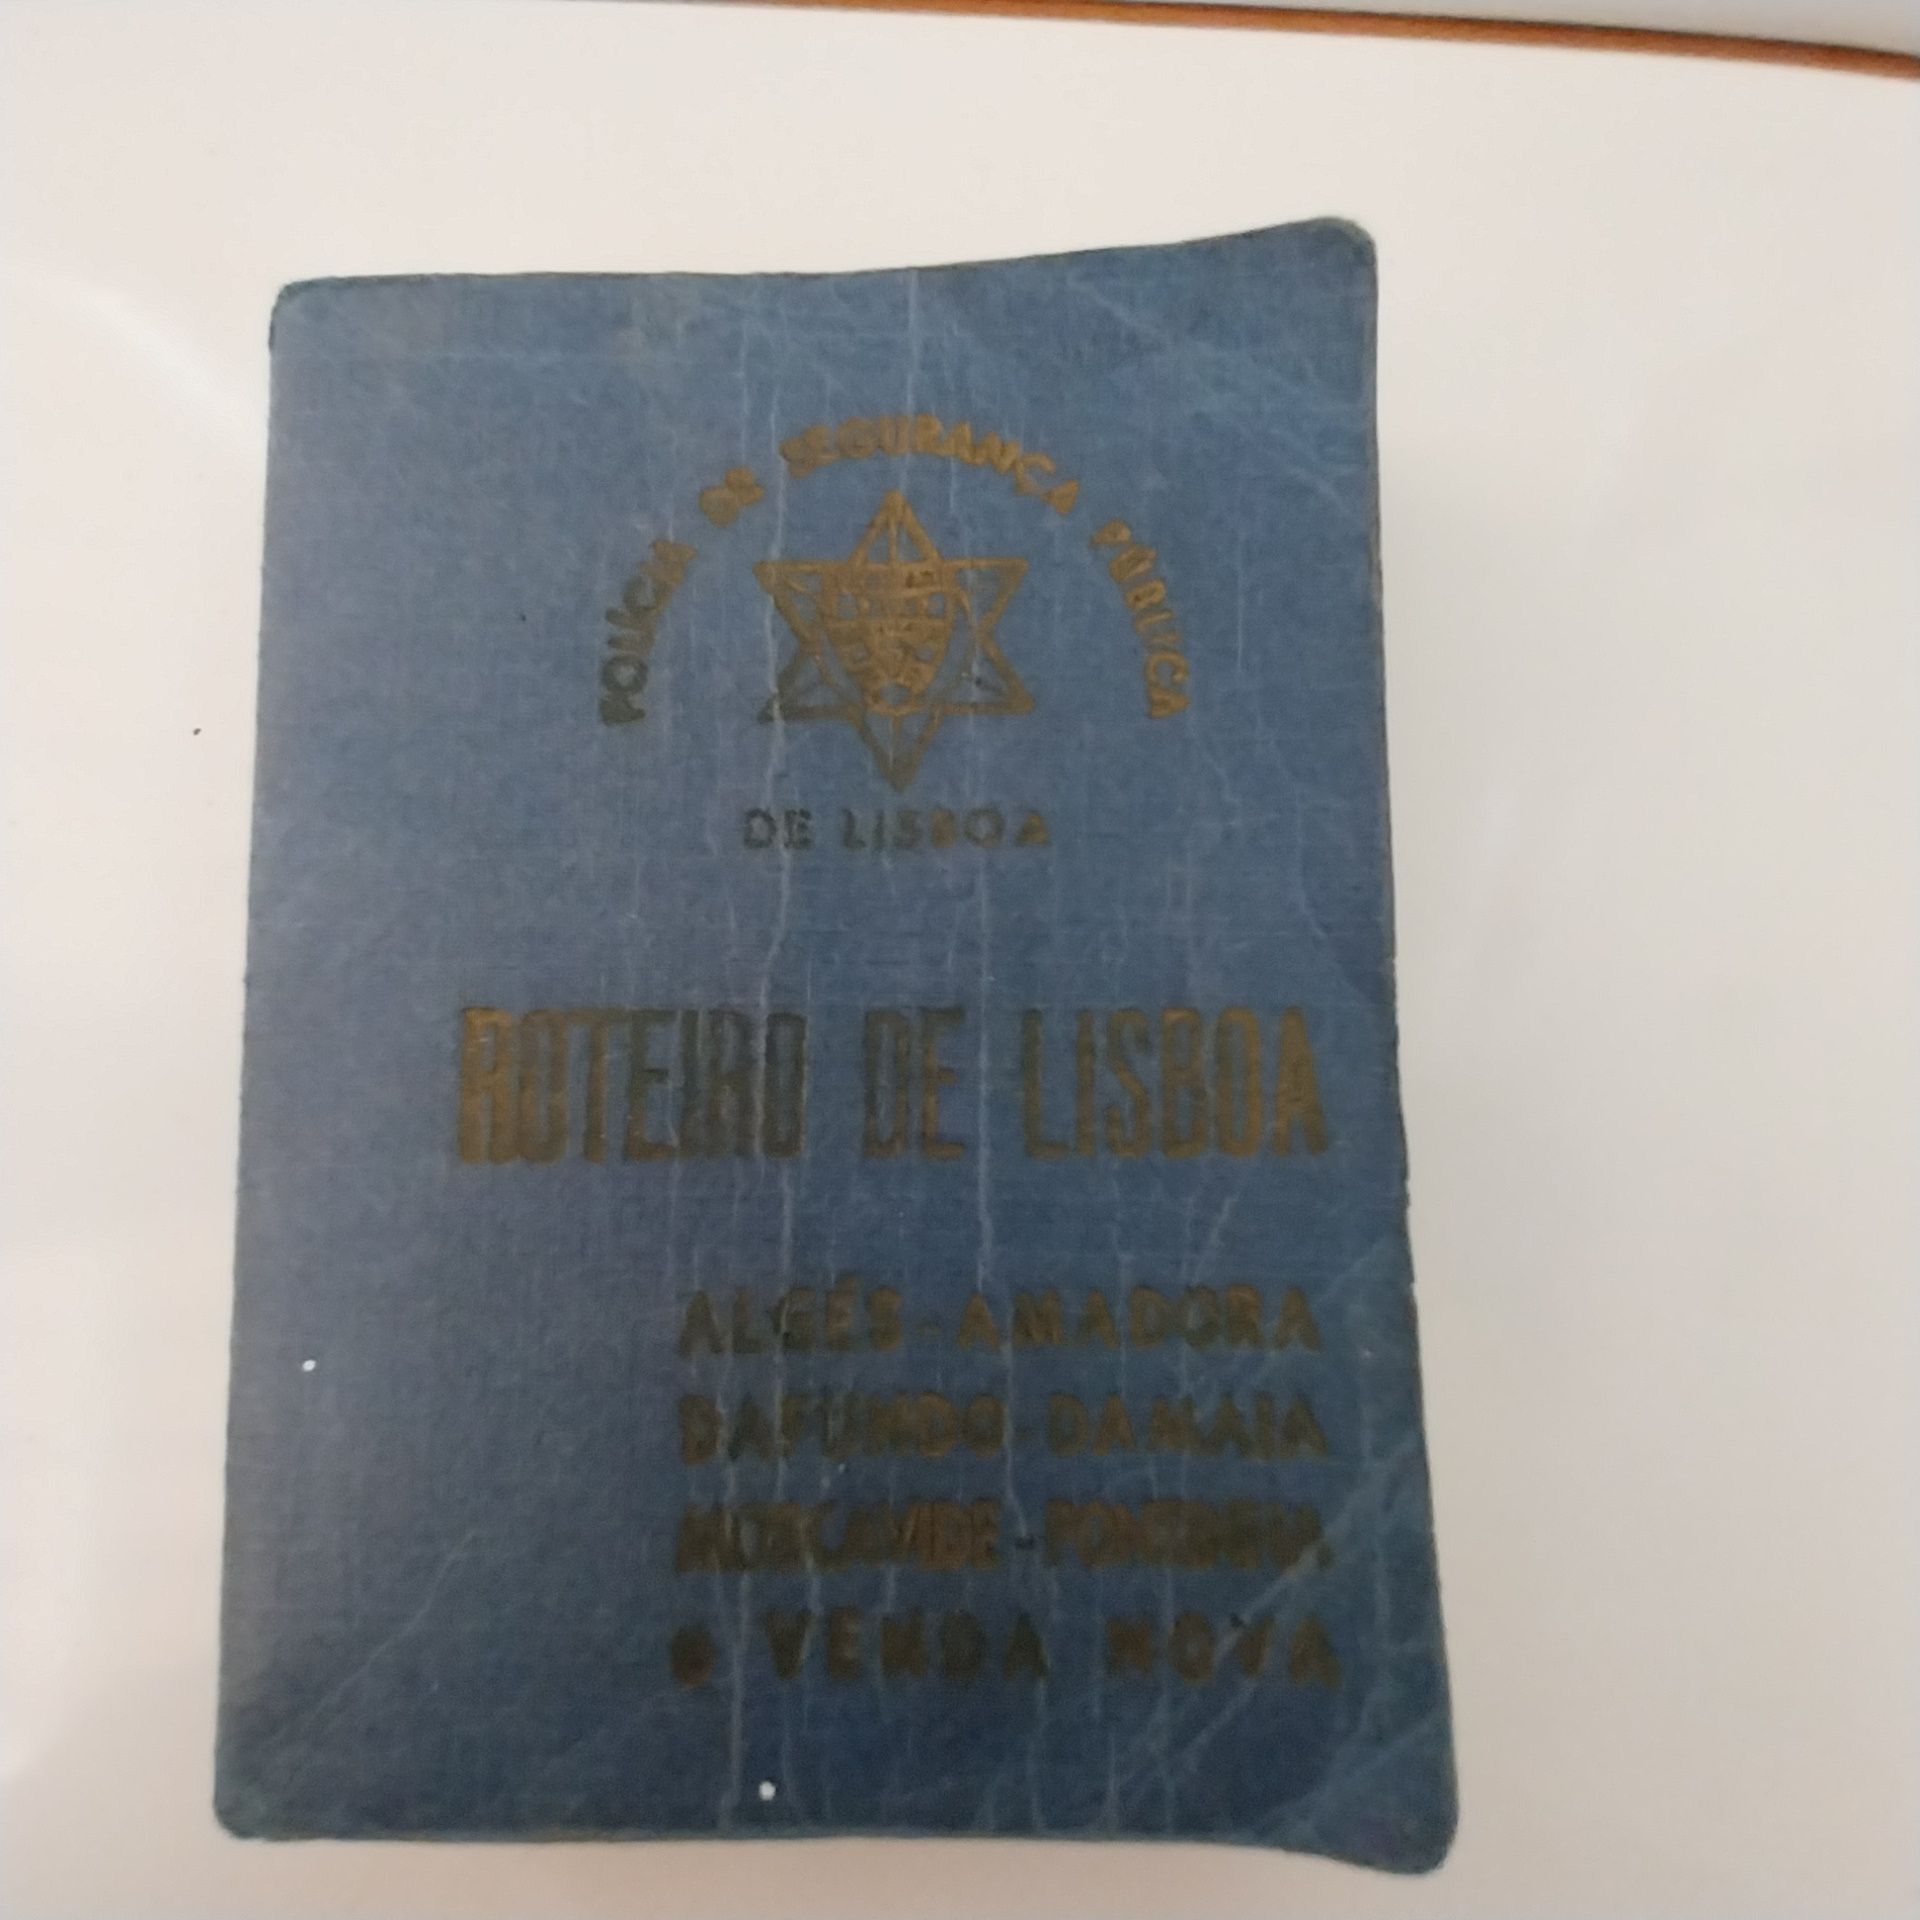 POLÍCIA DE SEGURANÇA PÚBLICA
DE LISBOA
ROTEIRO DE LISBOA
ALGÉS-AMADORA
DAFUNDO-DAMAIA
MOSCAVIDE-PONTINHA
e VENDA NOVA